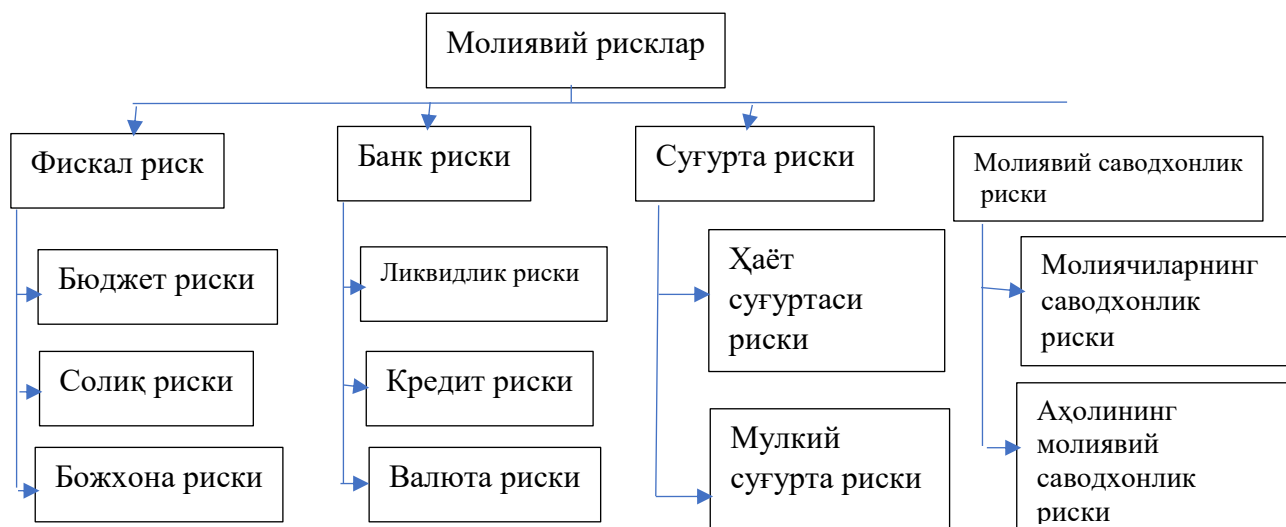 Молиявий рисклар
Фискал риск
Банк риски
Суғурта риски
Молиявий саводхонлик
риски
Бюджет риски
Солиқ риски
Божхона риски
Ликвидлик риски
Кредит риски
Валюта риски
Ҳаёт
суғуртаси
риски
Мулкий
суғурта риски
Молиячиларнинг
саводхонлик
риски
Аҳолининг
молиявий
саводхонлик
риски